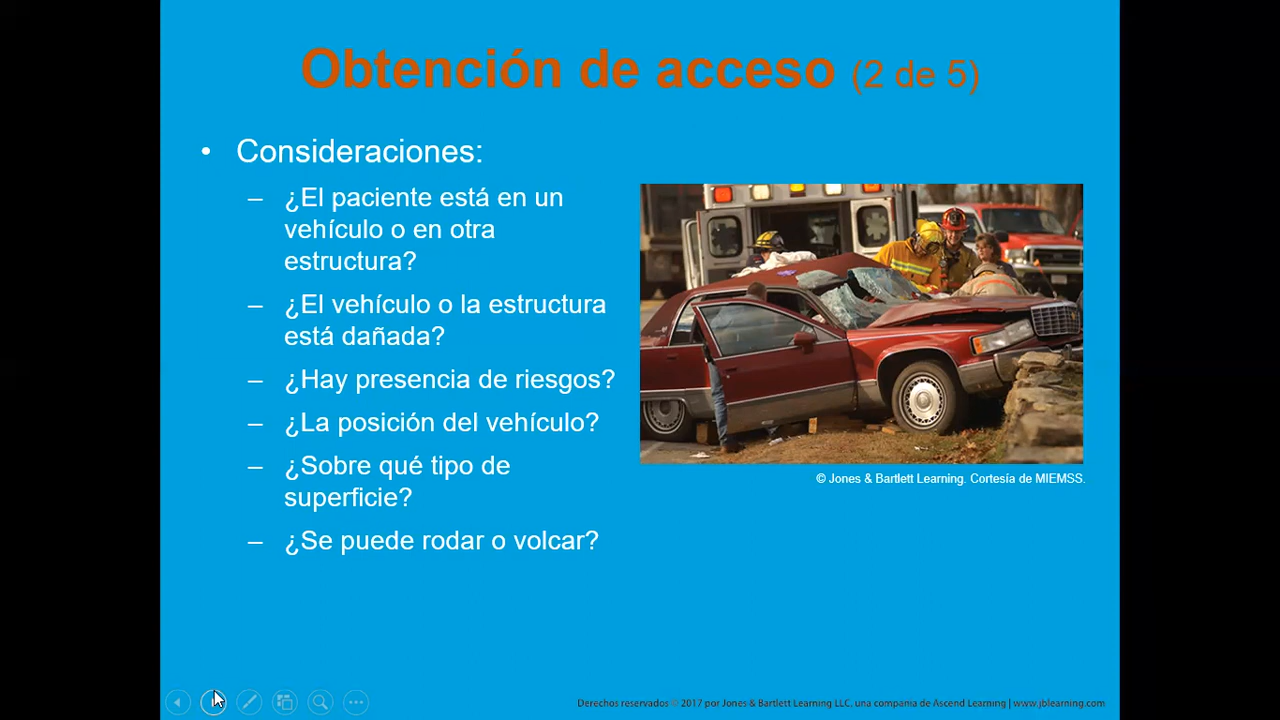 Obtención de acceso (2 de 5)
• Consideraciones:
– ¿El paciente está en un
vehículo o en otra
estructura?
– ¿El vehículo o la estructura
está dañada?
– ¿Hay presencia de riesgos?
– ¿La posición del vehículo?
– ¿Sobre qué tipo de
superficie?
– ¿Se puede rodar o volcar?
© Jones & Bartlett Learning. Cortesía de MIEMSS.
Derechos reservados © 2017 por Jones & Bartlett Learning LLC. una compania de Ascend Learning | www.jblearning.com